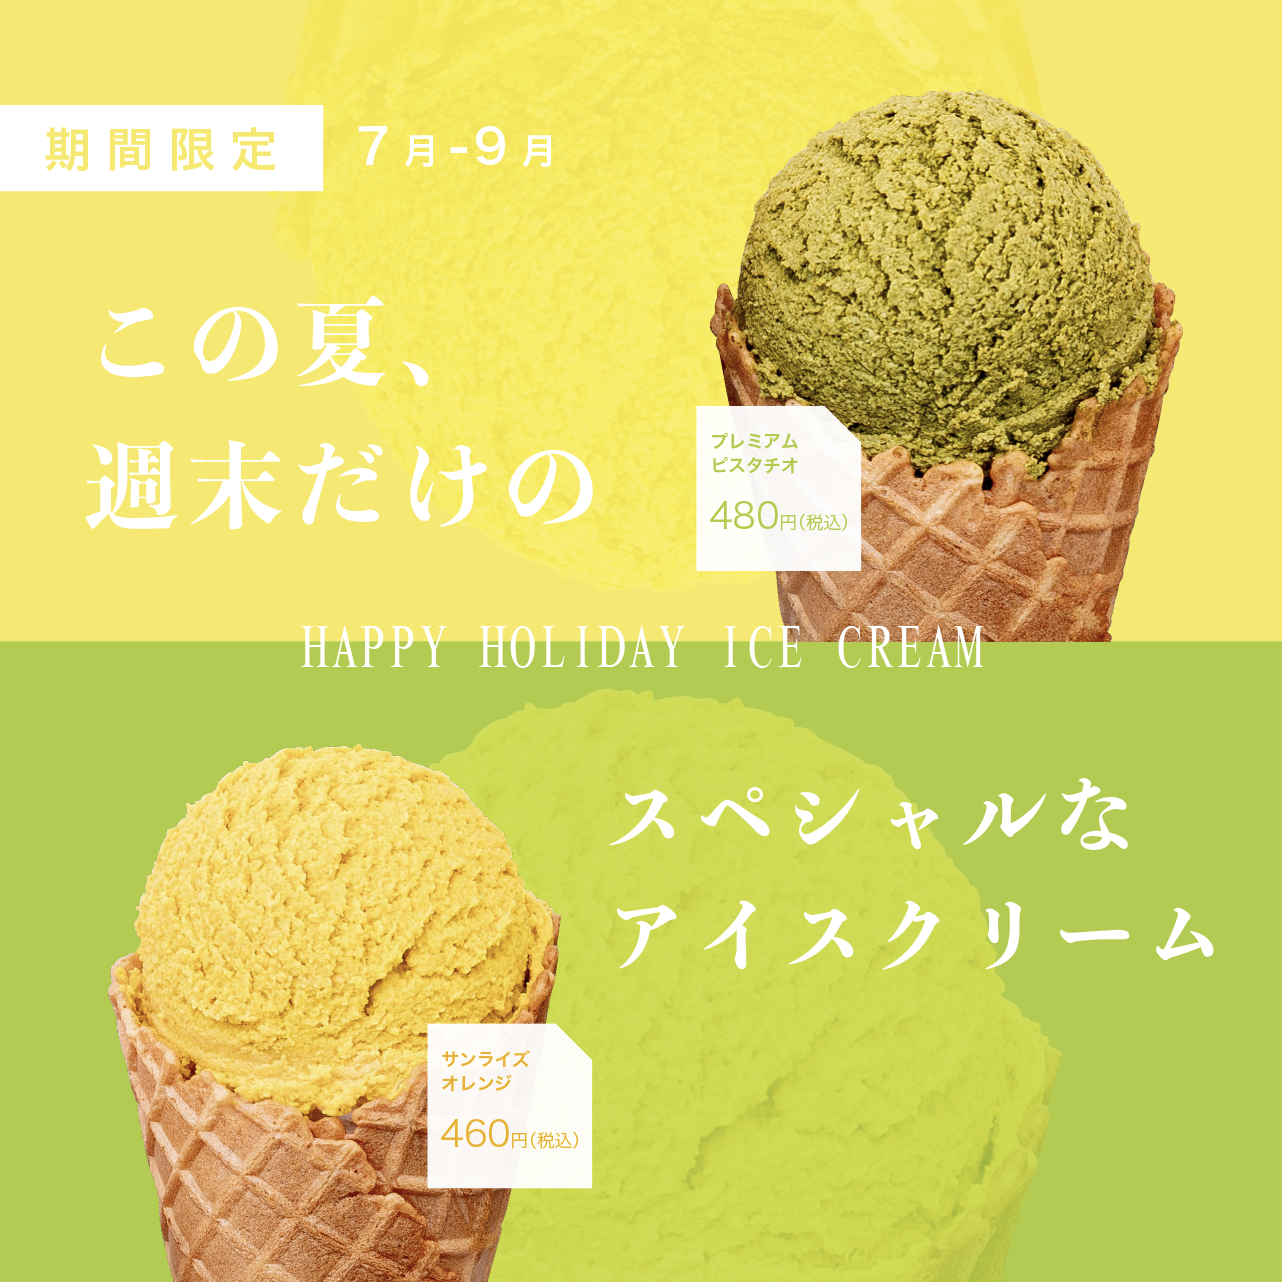 期間限定 7月-9月
この夏、
週末だけの
プレミアム
ピスタチオ
480円(税込)
HAPPY HOLIDAY ICE CREAM
スペシャルな
アイスクリーム
サンライズ
オレンジ
460円(税込)